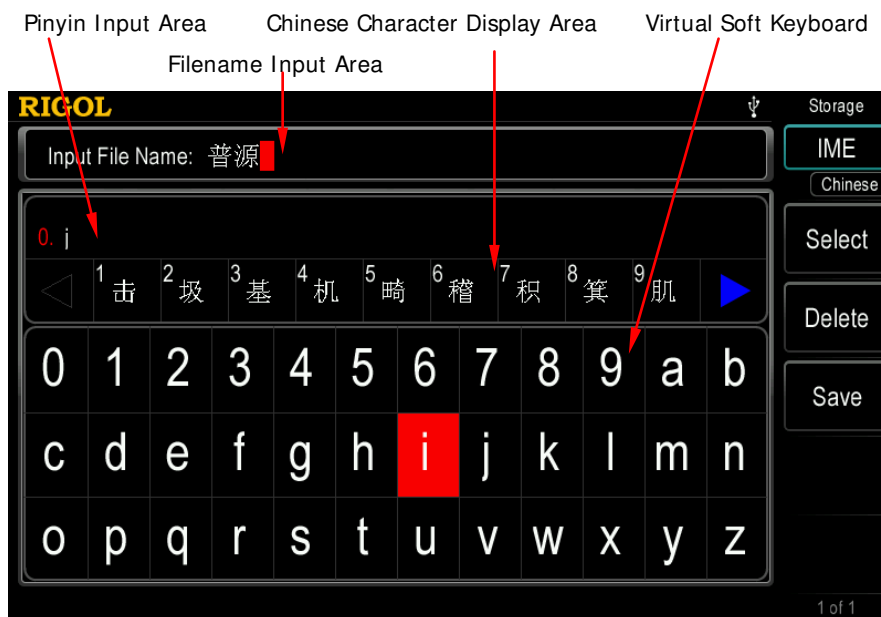 Pinyin Input Area Chinese Character Display Area Virtual Soft Keyboard
Filename Input Area
RIGOL Storage
Input File Name: 普源 IME
Chinese
0. j Select
1 击 2 圾 3 基 4 机 5 畸 6 稽 7 积 8 箕 9 肌
Delete
0 1 2 3 4 5 6 7 8 9 a b
Save
c d e f g h i j k l m n
o p q r s t u v w x y z
1 of 1